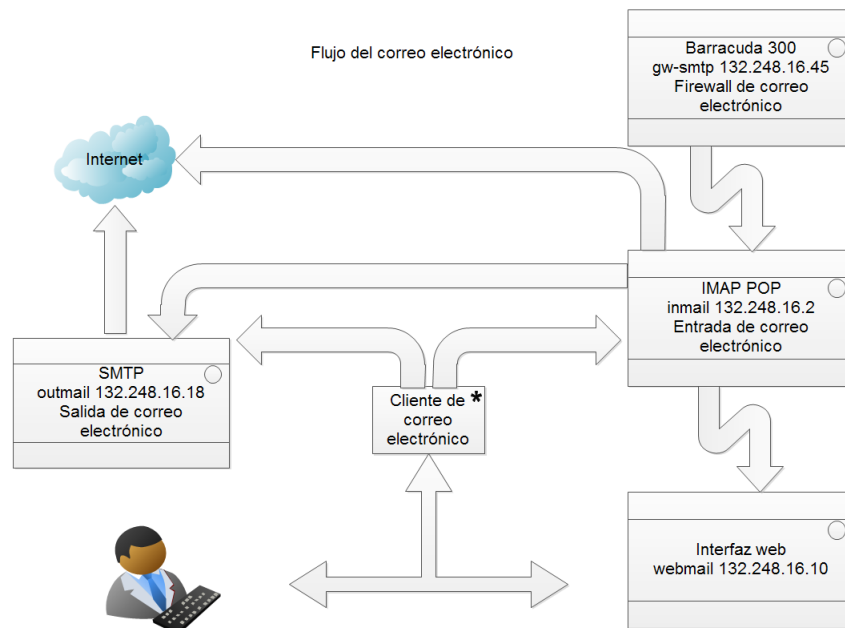 Flujo del correo electrónico
Barracuda 300
gw-smtp 132.248.16.45
Firewall de correo
electrónico
Internet
IMAP POP
inmail 132.248.16.2
Entrada de correo
electrónico
SMTP
outmail 132.248.16.18
Salida de correo
electrónico
Cliente de *
correo
electrónico
Interfaz web
webmail 132.248.16.10